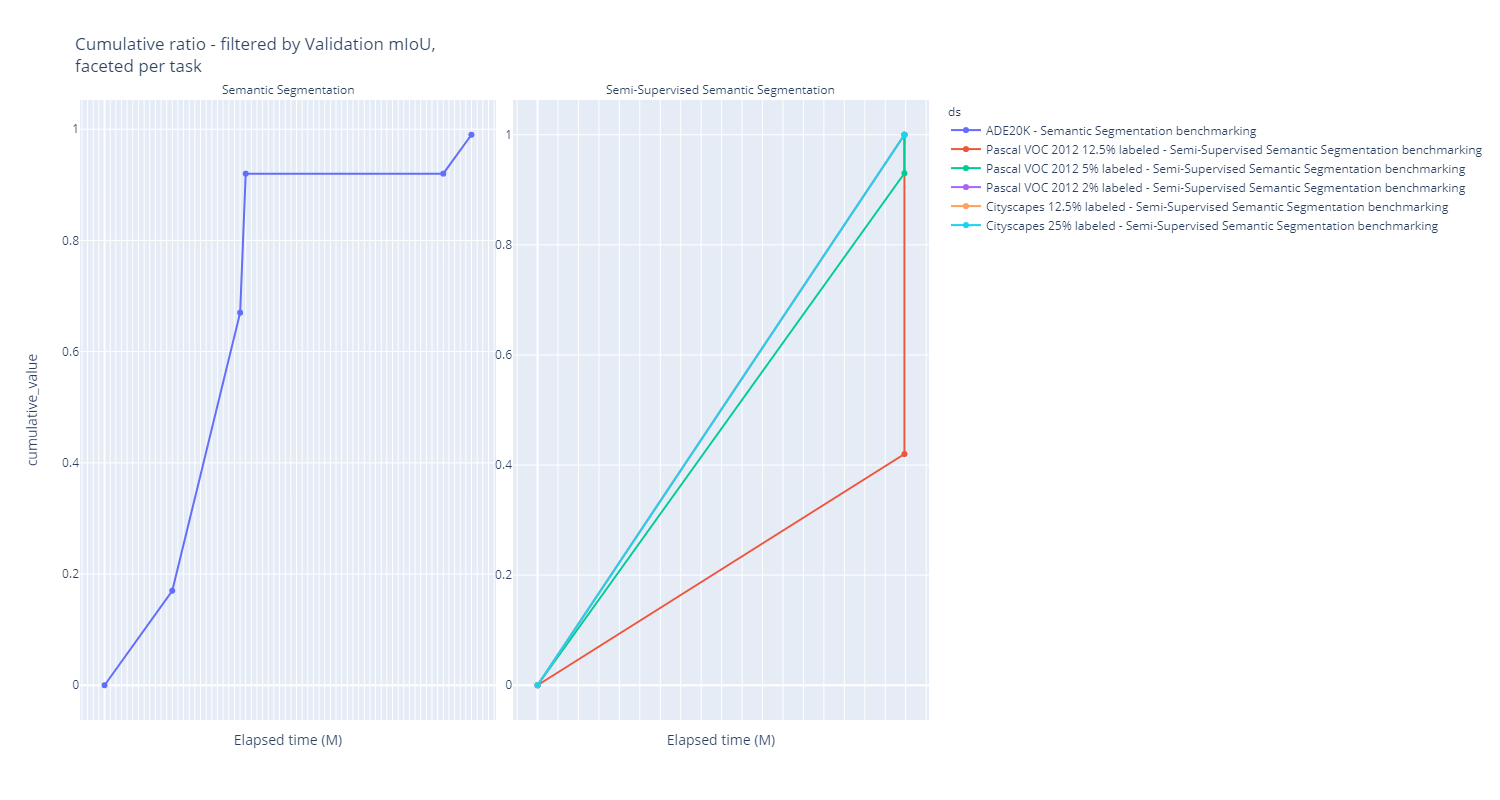 Cumulative ratio - filtered by Validation mIoU,
faceted per task
Semantic Segmentation
Semi-Supervised Semantic Segmentation
cumulative_value
1
0.8
0.6
0.4
0.2
0
1
0.8
0.6
0.4
0.2
0
Elapsed time (M)
Elapsed time (M)
ds
ADE20K - Semantic Segmentation benchmarking
Pascal VOC 2012 12.5% labeled - Semi-Supervised Semantic Segmentation benchmarking
Pascal VOC 2012 5% labeled - Semi-Supervised Semantic Segmentation benchmarking
Pascal VOC 2012 2% labeled - Semi-Supervised Semantic Segmentation benchmarking
Cityscapes 12.5% labeled - Semi-Supervised Semantic Segmentation benchmarking
Cityscapes 25% labeled - Semi-Supervised Semantic Segmentation benchmarking